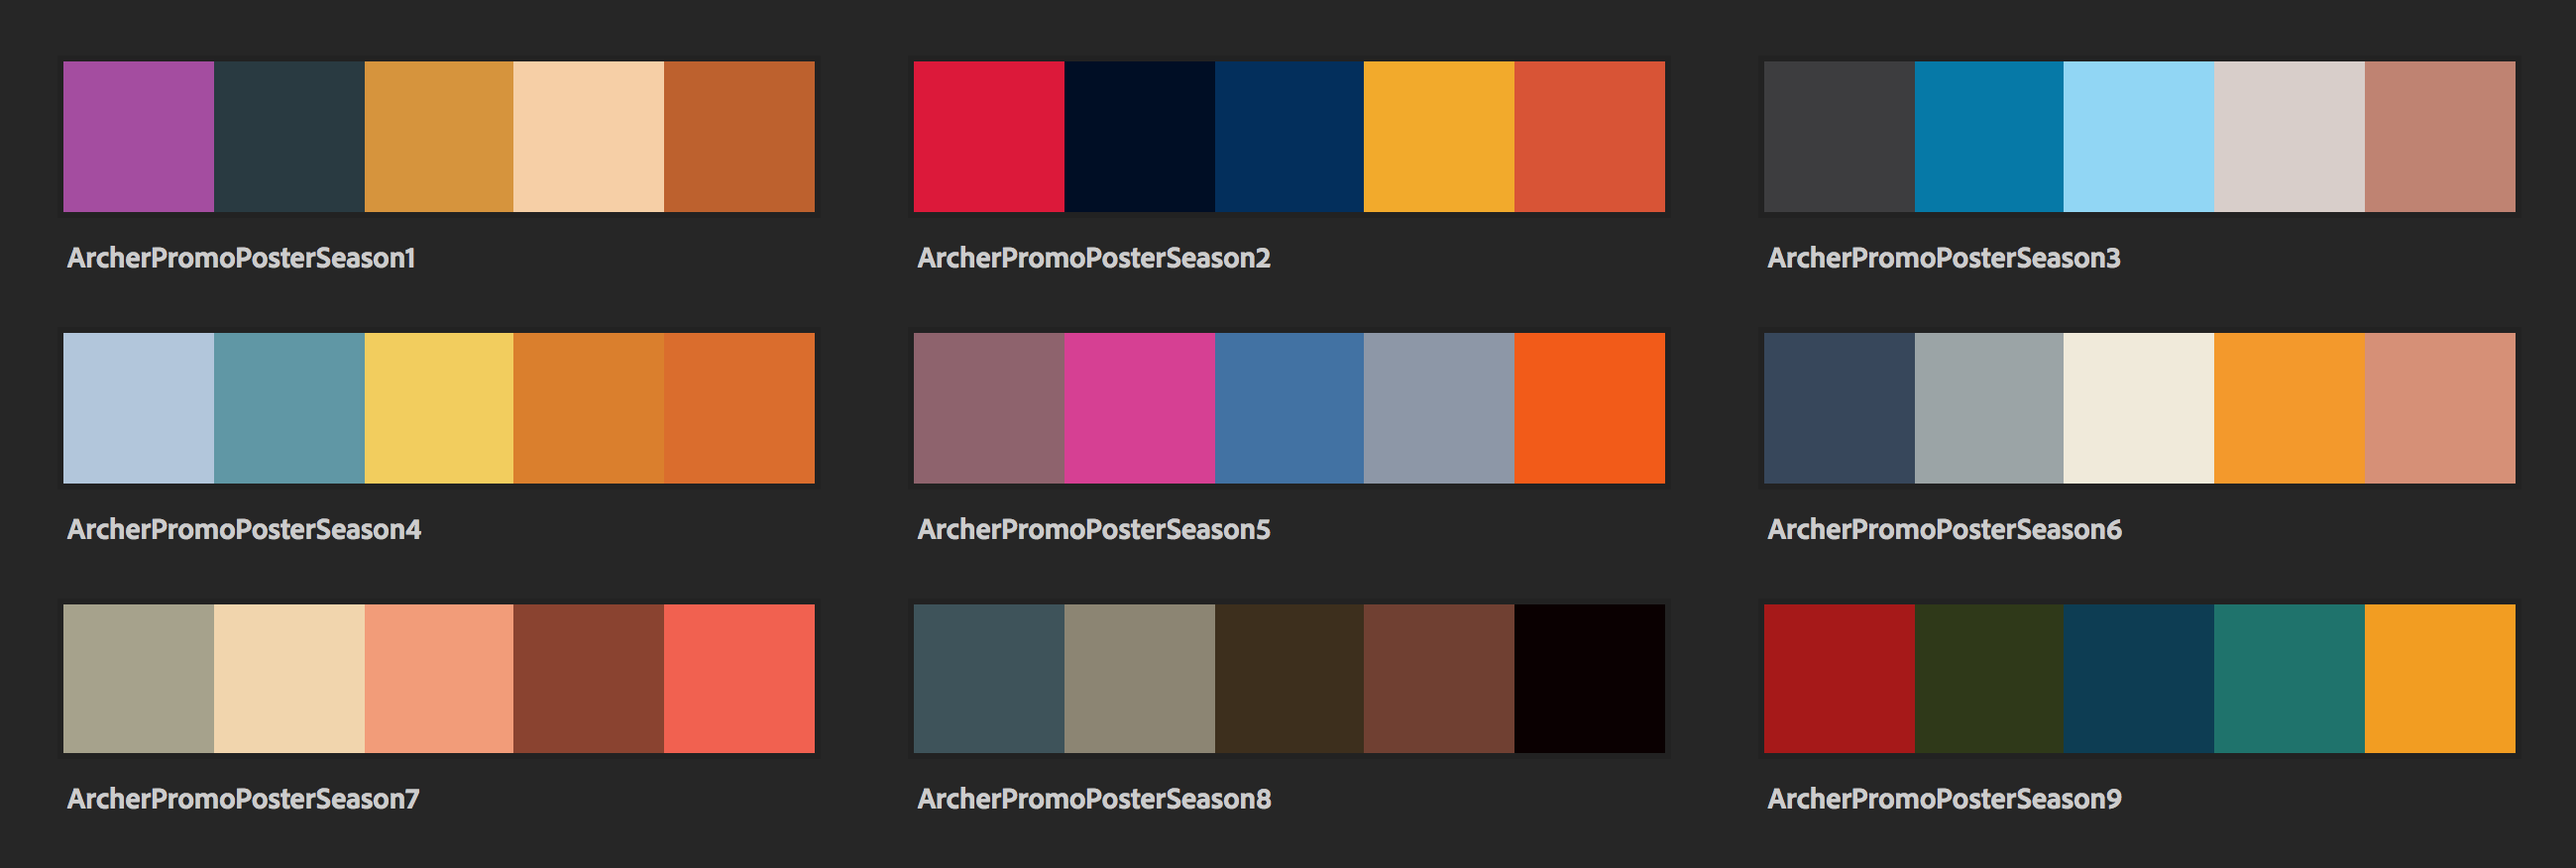 ArcherPromoPosterSeason1
ArcherPromoPosterSeason2
ArcherPromoPosterSeason3
ArcherPromoPosterSeason4
ArcherPromoPosterSeason5
ArcherPromoPosterSeason6
ArcherPromoPosterSeason7
ArcherPromoPosterSeason8
ArcherPromoPosterSeason9